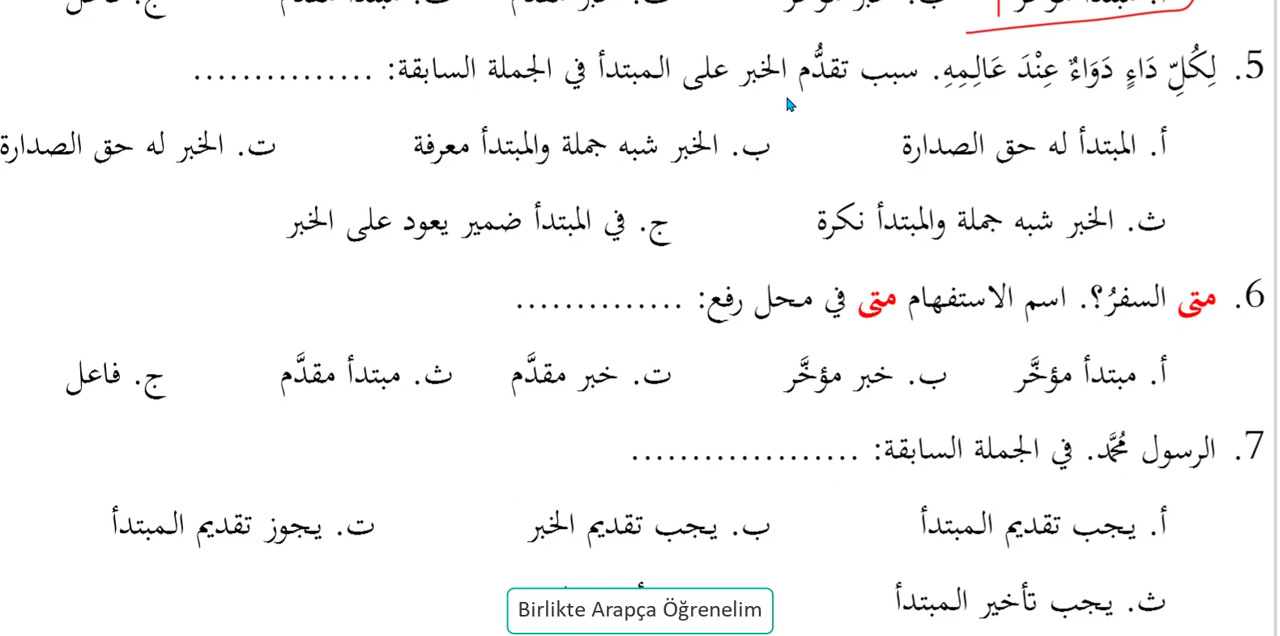 5. لِكُلِّ دَاءٍ دَوَاءٌ عِنْدَ عَالِمِهِ. سبب تقدُّم الخبر على المبتدأ في الجملة السابقة: ...............
أ. المبتدأ له حق الصدارة ب. الخبر شبه جملة والمبتدأ معرفة ت. الخبر له حق الصدارة
ث. الخبر شبه جملة والمبتدأ نكرة ج. في المبتدأ ضمير يعود على الخبر
6. متى السفرُ؟. اسم الاستفهام متى في محل رفع: ..............
أ. مبتدأ مؤخَّر ب. خبر مؤخَّر ت. خبر مقدَّم ث. مبتدأ مقدَّم ج. فاعل
7. الرسول مُحمَّد. في الجملة السابقة: ...................
أ. يجب تقديم المبتدأ ب. يجب تقديم الخبر ت. يجوز تقديم المبتدأ
ث. يجب تأخير المبتدأ
Birlikte Arapça Öğrenelim